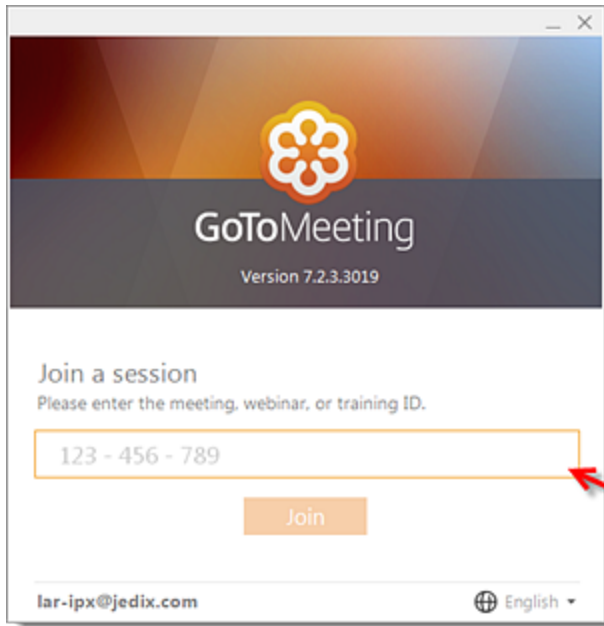 GoToMeeting
Version 7.2.3.3019
Join a session
Please enter the meeting, webinar, or training ID.
123 - 456 - 789
Join
lar-ipx@jedix.com
English